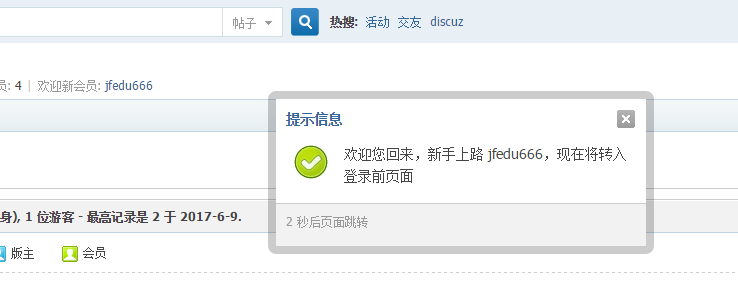 帖子 热搜: 活动 交友 discuz
员: 4 | 欢迎新会员: jfedu666
提示信息
欢迎您回来，新手上路 jfedu666，现在将转入
登录前页面
2 秒后页面跳转
身), 1 位游客 - 最高记录是 2 于 2017-6-9.
版主 会员